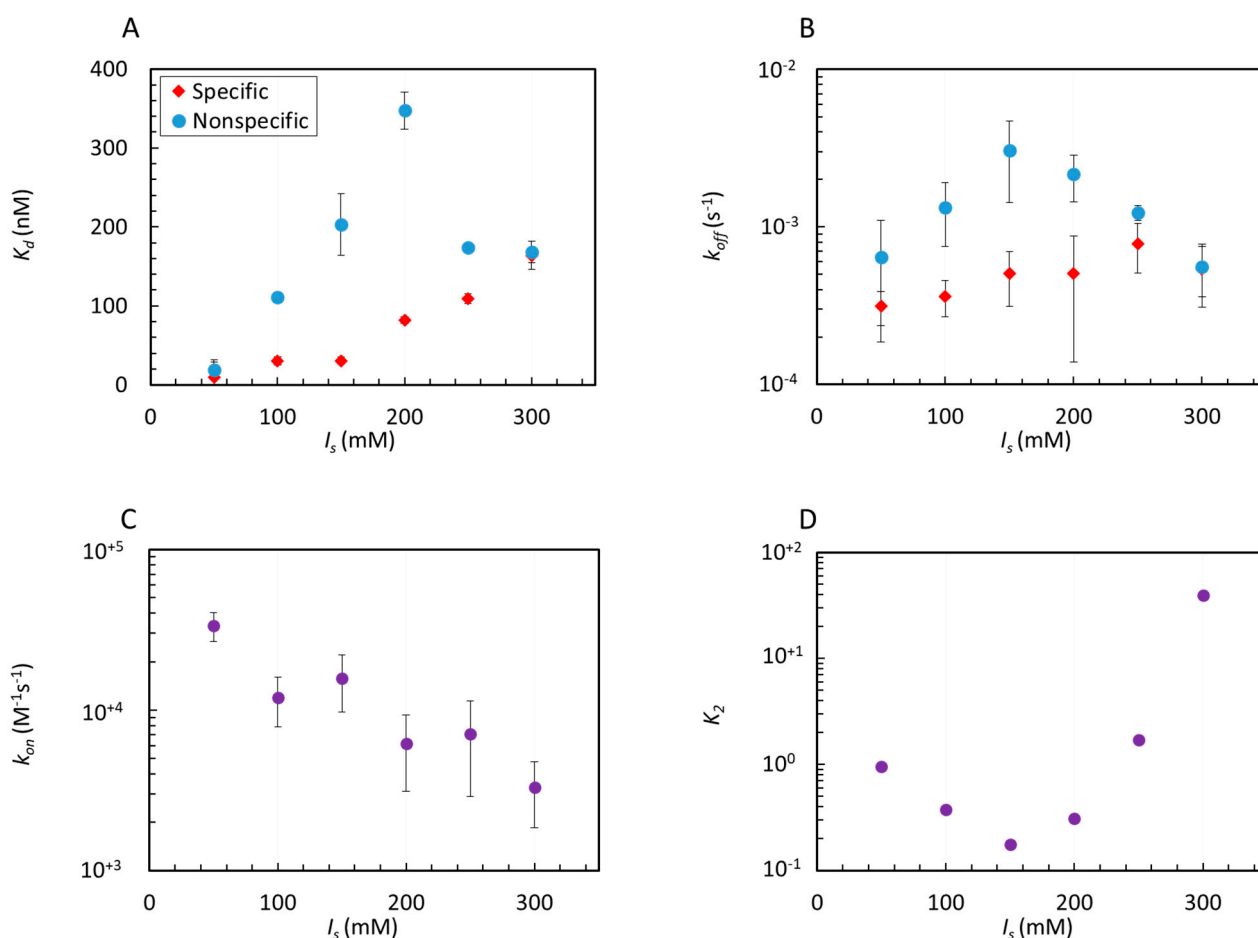 A
400
300
200
100
0
K_d (nM)
Specific
Nonspecific
0 100 200 300
I_s (mM)
B
10^-2
10^-3
10^-4
k_off (s^-1)
0 100 200 300
I_s (mM)
C
10^+5
10^+4
10^+3
k_on (M^-1s^-1)
0 100 200 300
I_s (mM)
D
10^+2
10^+1
10^0
10^-1
K_2
0 100 200 300
I_s (mM)